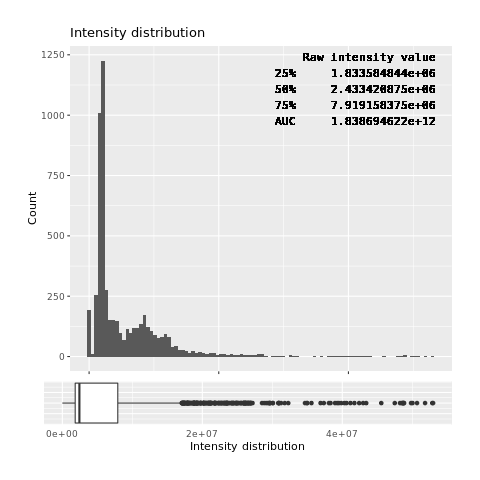 Intensity distribution
Raw intensity value
25% 1.833584844e+06
50% 2.433420875e+06
75% 7.919158375e+06
AUC 1.838694622e+12
1250
1000
750
500
250
0
Count
0e+00 2e+07 4e+07
Intensity distribution